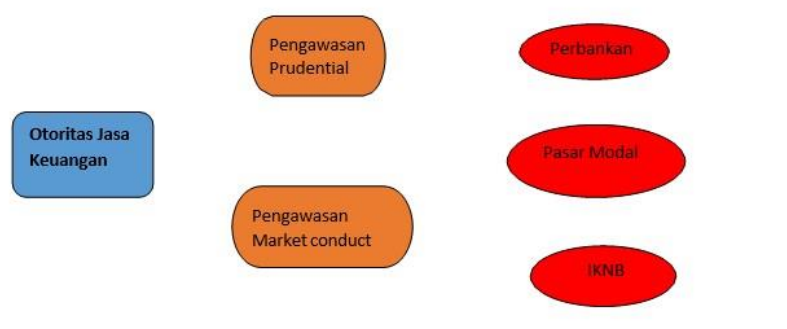 Otoritas Jasa
Keuangan
Pengawasan
Prudential
Pengawasan
Market conduct
Perbankan
Pasar Modal
IKNB